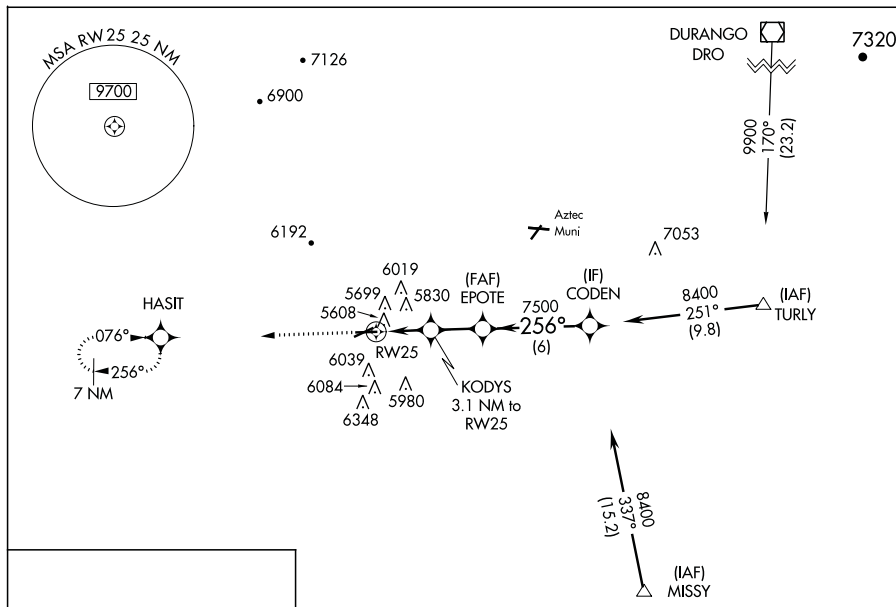 MSA RW25 25 NM
9700
7126
6900
DURANGO
DRO
7320
9900
170°
(23.2)
6192
Aztec
Muni
7053
HASIT
076°
256°
7 NM
6019
5699
5830
5608
(FAF)
EPOTE
7500
256°
(6)
(IF)
CODEN
8400
251°
(9.8)
(IAF)
TURLY
RW25
6039
6084
5980
6348
KODYS
3.1 NM to
RW25
8400
337°
(15.2)
(IAF)
MISSY